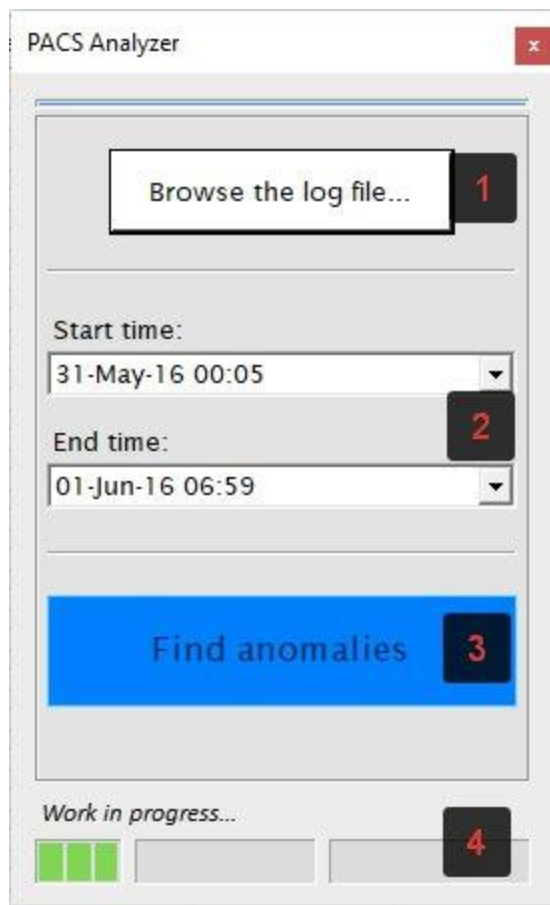 PACS Analyzer
x
Browse the log file...
1
Start time:
31-May-16 00:05
2
End time:
01-Jun-16 06:59
Find anomalies
3
Work in progress...
4